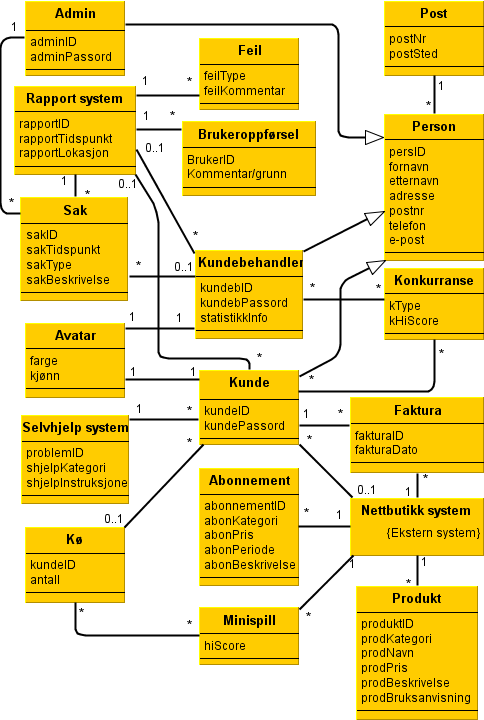 Admin
adminID
adminPassord
Post
postNr
postSted
Feil
feilType
feilKommentar
Rapport system
rapportID
rapportTidspunkt
rapportLokasjon
Brukeroppførsel
BrukerID
Kommentar/grunn
Person
persID
fornavn
etternavn
adresse
postnr
telefon
e-post
Sak
sakID
sakTidspunkt
sakType
sakBeskrivelse
Kundebehandler
kundebID
kundebPassord
statistikkInfo
Konkurranse
kType
kHiScore
Avatar
farge
kjønn
Kunde
kundeID
kundePassord
Faktura
fakturaID
fakturaDato
Selvhjelp system
problemID
shjelpKategori
shjelpInstruksjone
Abonnement
abonnementID
abonKategori
abonPris
abonPeriode
abonBeskrivelse
Nettbutikk system
{Ekstern system}
Kø
kundeID
antall
Minispill
hiScore
Produkt
produktID
prodKategori
prodNavn
prodPris
prodBeskrivelse
prodBruksanvisning
1
*
1
*
1
*
1
*
1
*
0..1
*
0..1
*
*
0..1
*
*
1
1
1
1
*
*
1
*
1
*
*
0..1
*
0..1
*
1
*
1
*
1
1
*
*
*